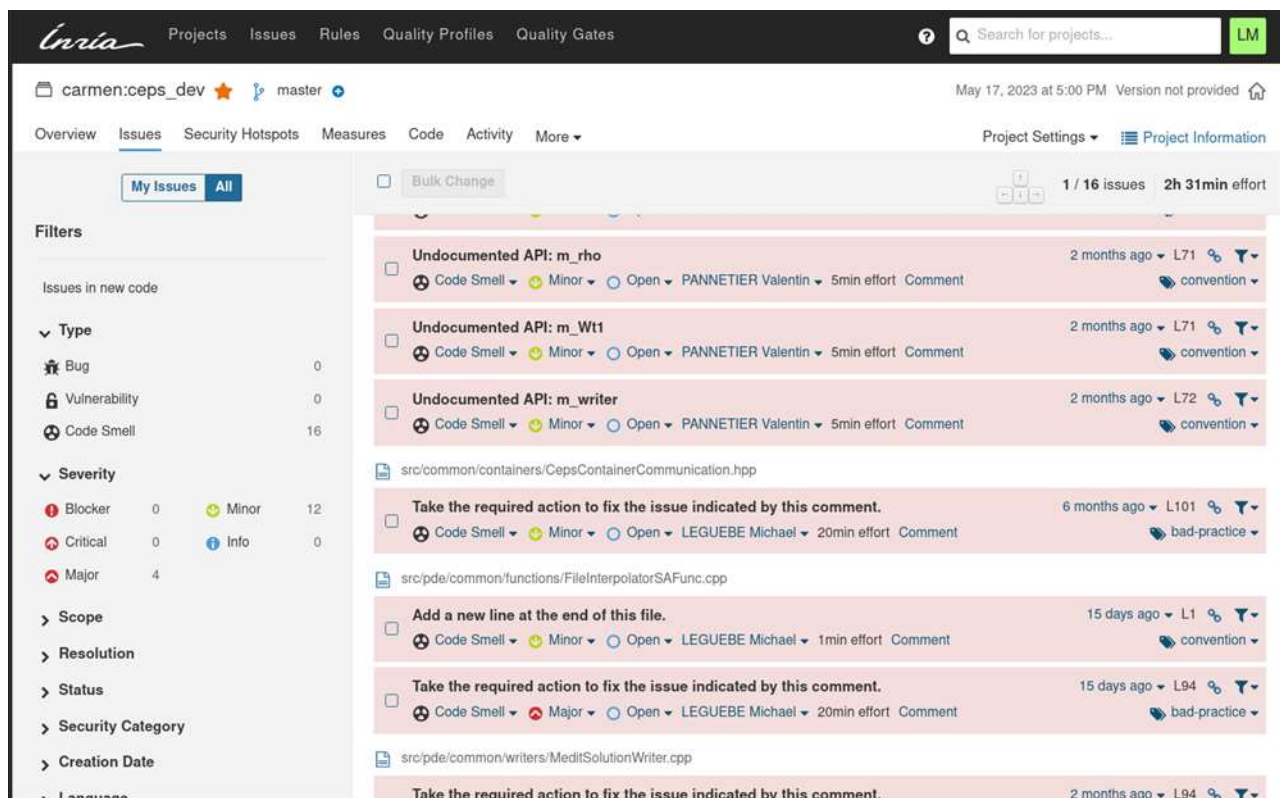 Inria Projects Issues Rules Quality Profiles Quality Gates ? Search for projects... LM
carmen:ceps_dev master May 17, 2023 at 5:00 PM Version not provided
Overview Issues Security Hotspots Measures Code Activity More Project Settings Project Information
My Issues All Bulk Change 1 / 16 issues 2h 31min effort
Filters
Issues in new code
Type
Bug 0
Vulnerability 0
Code Smell 16
Severity
Blocker 0 Minor 12
Critical 0 Info 0
Major 4
Scope
Resolution
Status
Security Category
Creation Date
Language
Undocumented API: m_rho 2 months ago L71
Code Smell Minor Open PANNETIER Valentin 5min effort Comment convention
Undocumented API: m_Wt1 2 months ago L71
Code Smell Minor Open PANNETIER Valentin 5min effort Comment convention
Undocumented API: m_writer 2 months ago L72
Code Smell Minor Open PANNETIER Valentin 5min effort Comment convention
src/common/containers/CepsContainerCommunication.hpp
Take the required action to fix the issue indicated by this comment. 6 months ago L101
Code Smell Minor Open LEGUEBE Michael 20min effort Comment bad-practice
src/pde/common/functions/FileInterpolatorSAFunc.cpp
Add a new line at the end of this file. 15 days ago L1
Code Smell Minor Open LEGUEBE Michael 1min effort Comment convention
Take the required action to fix the issue indicated by this comment. 15 days ago L94
Code Smell Major Open LEGUEBE Michael 20min effort Comment bad-practice
src/pde/common/writers/MeditSolutionWriter.cpp
Take the required action to fix the issue indicated by this comment. 2 months ago L94